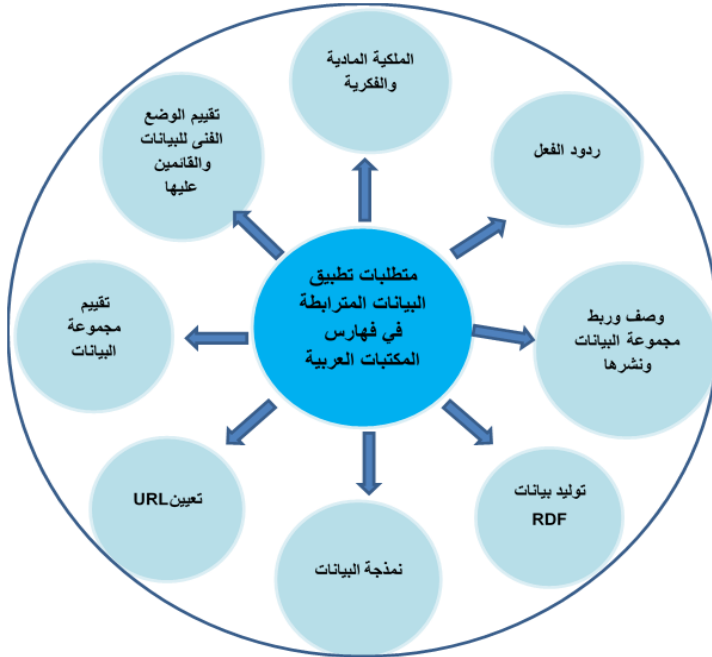 الملكية المادية
والفكرية
ردود الفعل
وصف وربط
مجموعة البيانات
ونشرها
توليد بيانات
RDF
نمذجة البيانات
تعيينURL
تقييم
مجموعة
البيانات
تقييم الوضع
الفنى للبيانات
والقائمين
عليها
متطلبات تطبيق
البيانات المترابطة
في فهارس
المكتبات العربية